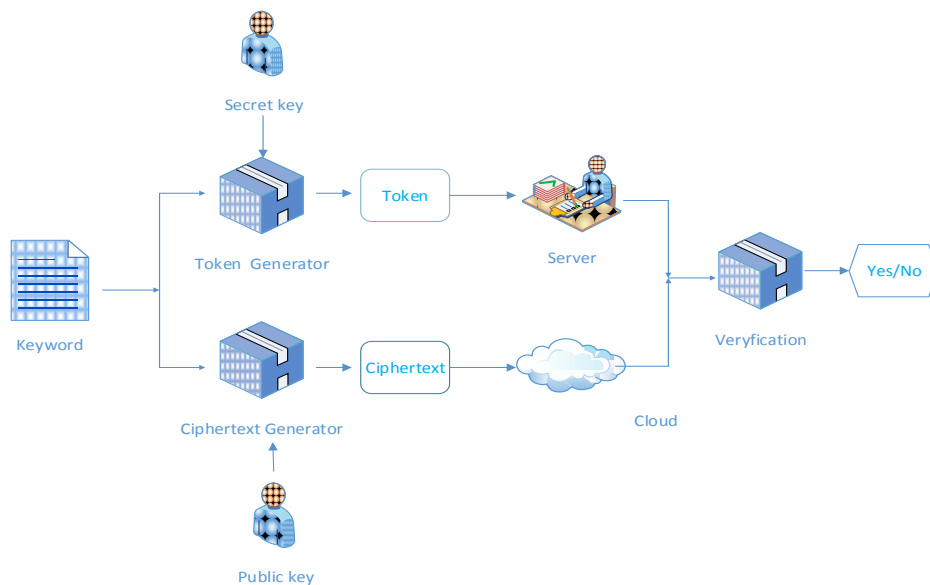 Secret key
Token
Token Generator
Server
Yes/No
Keyword
Veryfication
Ciphertext
Ciphertext Generator
Cloud
Public key